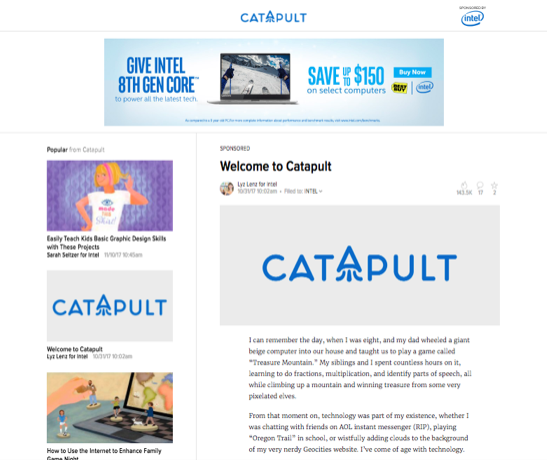 CATAPULT
SPONSORED BY
intel
GIVE INTEL
8TH GEN CORE™
to power all the latest tech.
SAVE UP TO $150
on select computers
Buy Now
BEST BUY
intel
Popular from Catapult
SPONSORED
Welcome to Catapult
Lyz Lenz for Intel
10/31/17 10:02am • Filed to: INTEL
143.5K 17 2
CATAPULT
Easily Teach Kids Basic Graphic Design Skills
with These Projects
Sarah Seltzer for Intel 11/10/17 10:45am
CATAPULT
Welcome to Catapult
Lyz Lenz for Intel 10/31/17 10:02am
How to Use the Internet to Enhance Family
Game Night
I can remember the day, when I was eight, and my dad wheeled a giant
beige computer into our house and taught us to play a game called
“Treasure Mountain.” My siblings and I spent countless hours on it,
learning to do fractions, multiplication, and identify parts of speech, all
while climbing up a mountain and winning treasure from some very
pixelated elves.
From that moment on, technology was part of my existence, whether I
was chatting with friends on AOL instant messenger (RIP), playing
“Oregon Trail” in school, or wistfully adding clouds to the background
of my very nerdy Geocities website. I’ve come of age with technology.